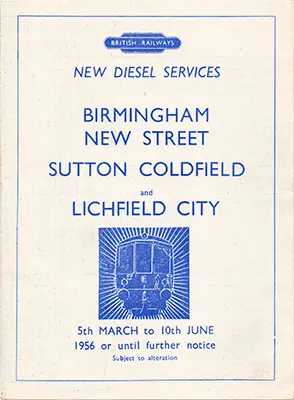 BRITISH RAILWAYS
NEW DIESEL SERVICES
BIRMINGHAM
NEW STREET
SUTTON COLDFIELD
and
LICHFIELD CITY
5th MARCH to 10th JUNE
1956 or until further notice
Subject to alteration